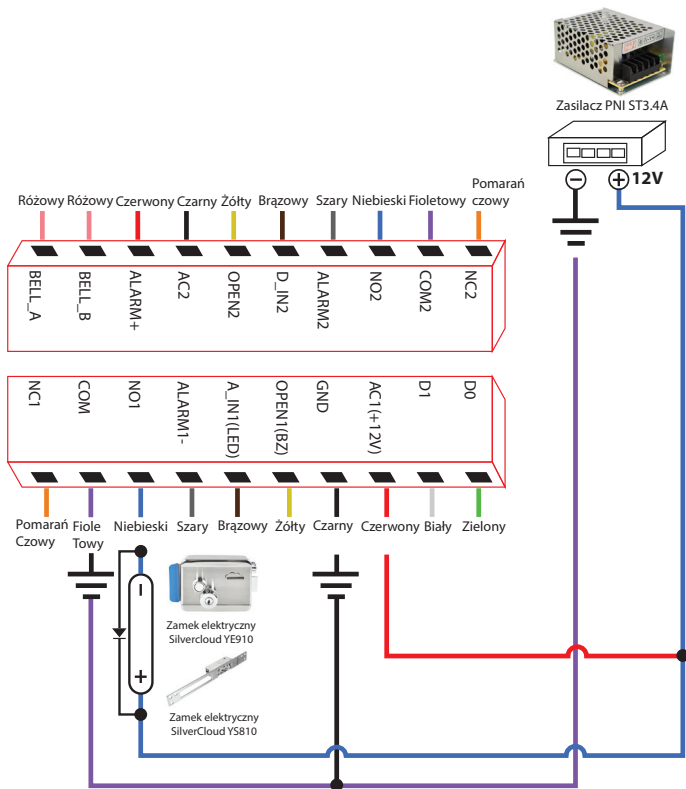 Zasilacz PNI ST3.4A
12V
Różowy Różowy Czerwony Czarny Żółty Brązowy Szary Niebieski Fioletowy Pomarań
czowy
BELL_A
BELL_B
ALARM+
AC2
OPEN2
D_IN2
ALARM2
NO2
COM2
NC2
NC1
COM
NO1
ALARM1-
A_IN1(LED)
OPEN1(BZ)
GND
AC1(+12V)
D1
D0
Pomarań
Czowy
Fiole
Towy
Niebieski Szary Brązowy Żółty Czarny Czerwony Biały Zielony
Zamek elektryczny
Silvercloud YE910
Zamek elektryczny
SilverCloud YS810